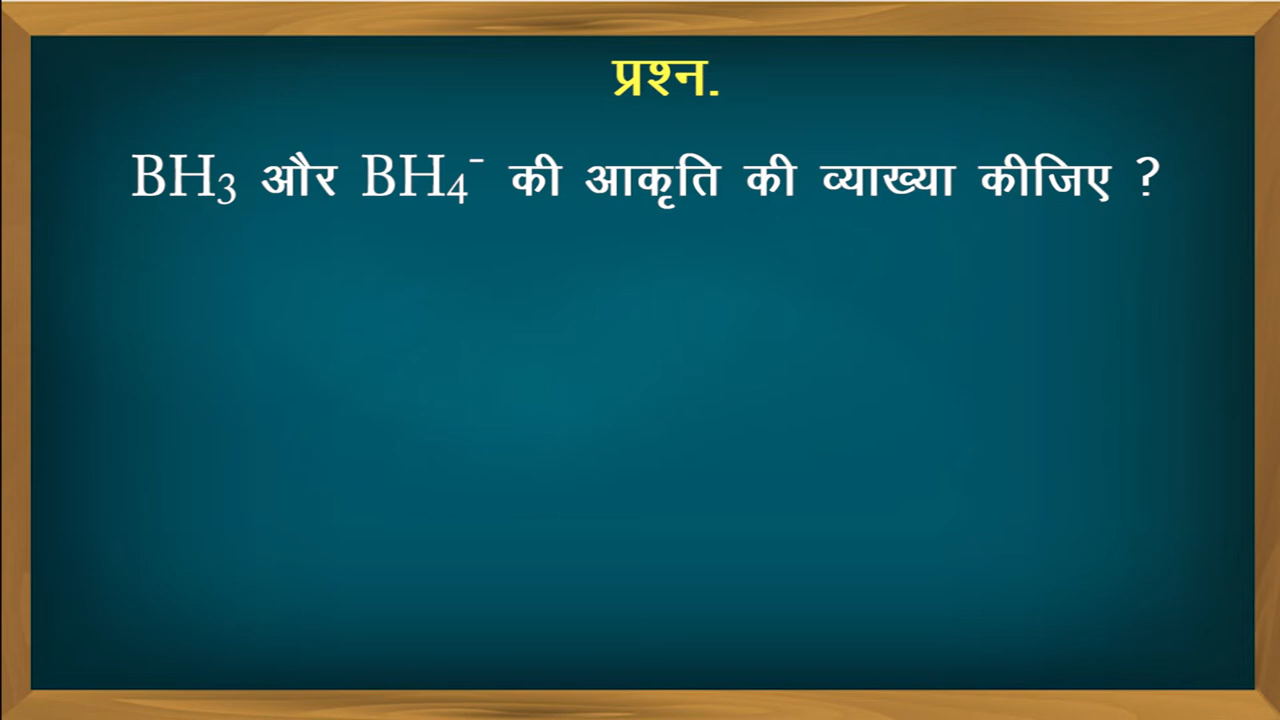 प्रश्न.
BH₃ और BH₄⁻ की आकृति की व्याख्या कीजिए ?